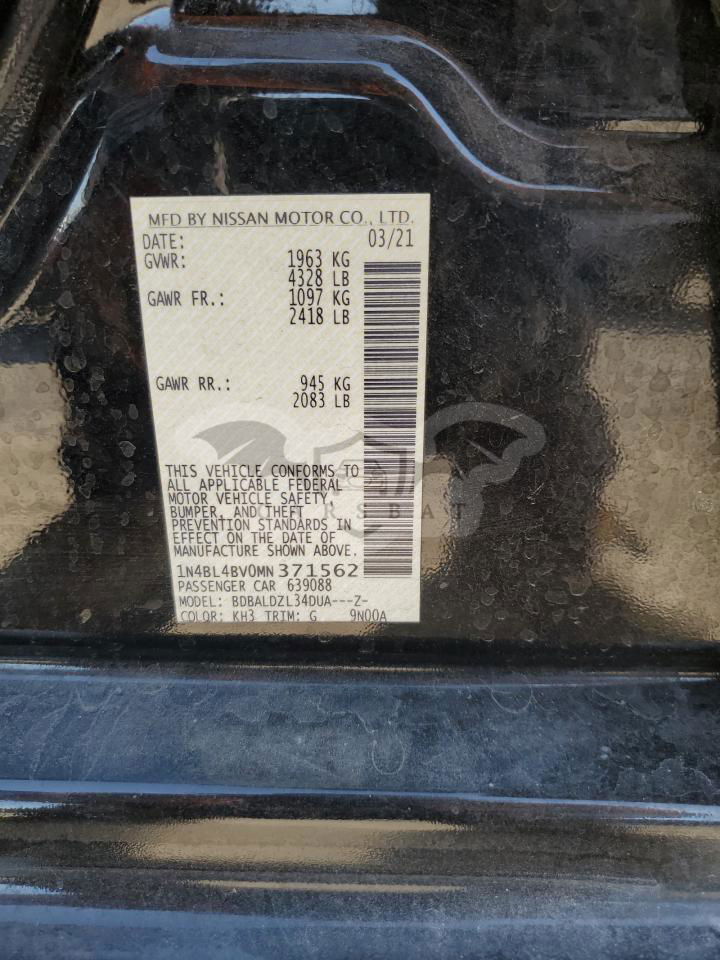 MFD BY NISSAN MOTOR CO., LTD.
DATE: 03/21
GVWR: 1963 KG
4328 LB
GAWR FR.: 1097 KG
2418 LB
GAWR RR.: 945 KG
2083 LB
THIS VEHICLE CONFORMS TO
ALL APPLICABLE FEDERAL
MOTOR VEHICLE SAFETY,
BUMPER, AND THEFT
PREVENTION STANDARDS IN
EFFECT ON THE DATE OF
MANUFACTURE SHOWN ABOVE.
1N4BL4BV0MN371562
PASSENGER CAR 639088
MODEL: BDBALDZL34DUA---Z-
COLOR: KH3 TRIM: G 9N00A
CARSBAT